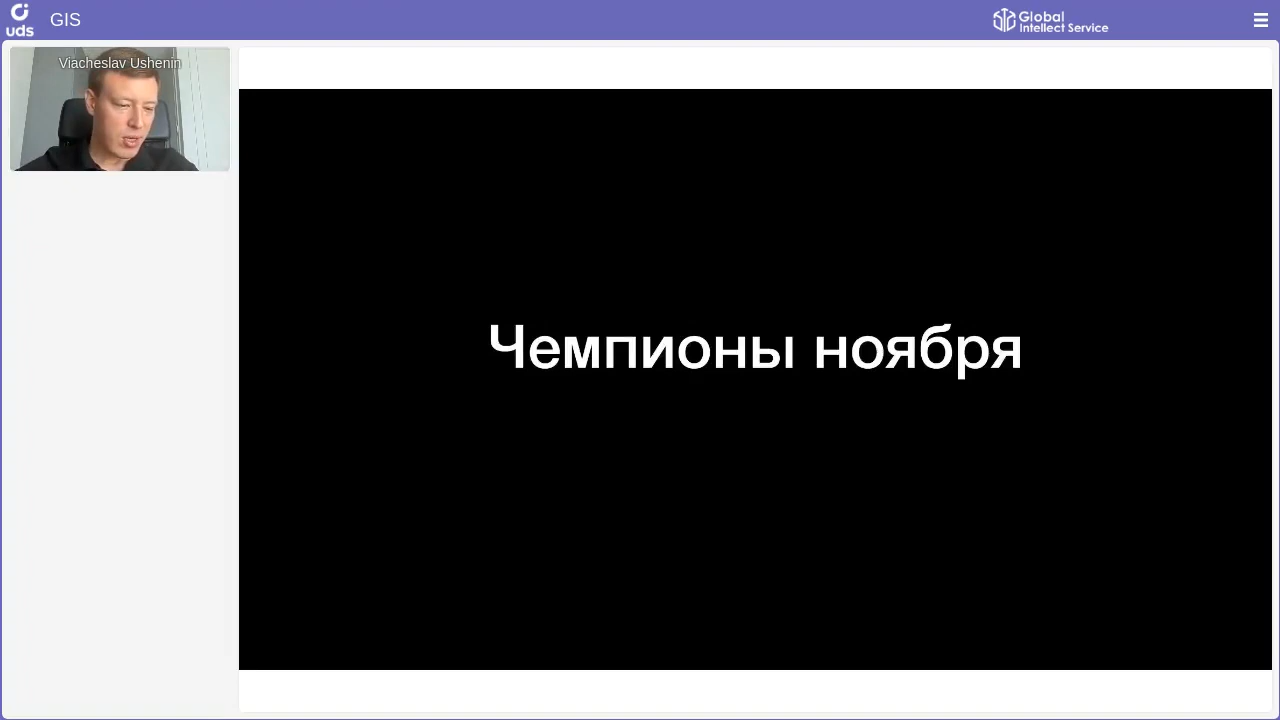 uds
GIS
Global
Intellect Service
Viacheslav Ushenin
Чемпионы ноября